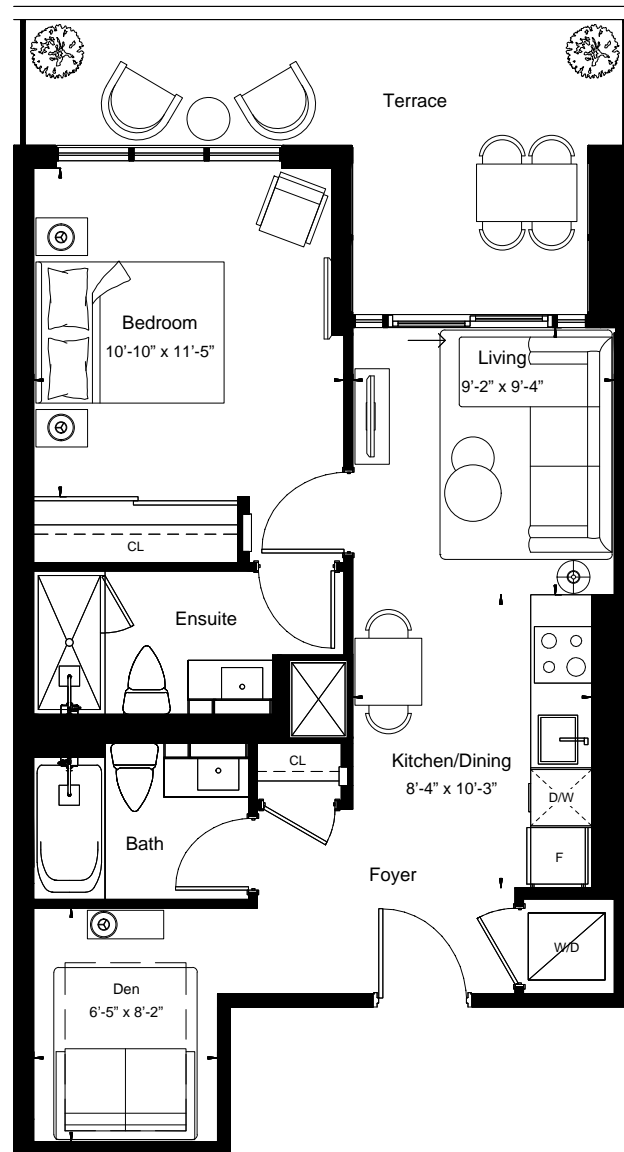 Terrace
Bedroom
10’-10” x 11’-5”
Living
9’-2” x 9’-4”
CL
Ensuite
Kitchen/Dining
8’-4” x 10’-3”
CL
D/W
Bath
F
Foyer
W/D
Den
6’-5” x 8’-2”